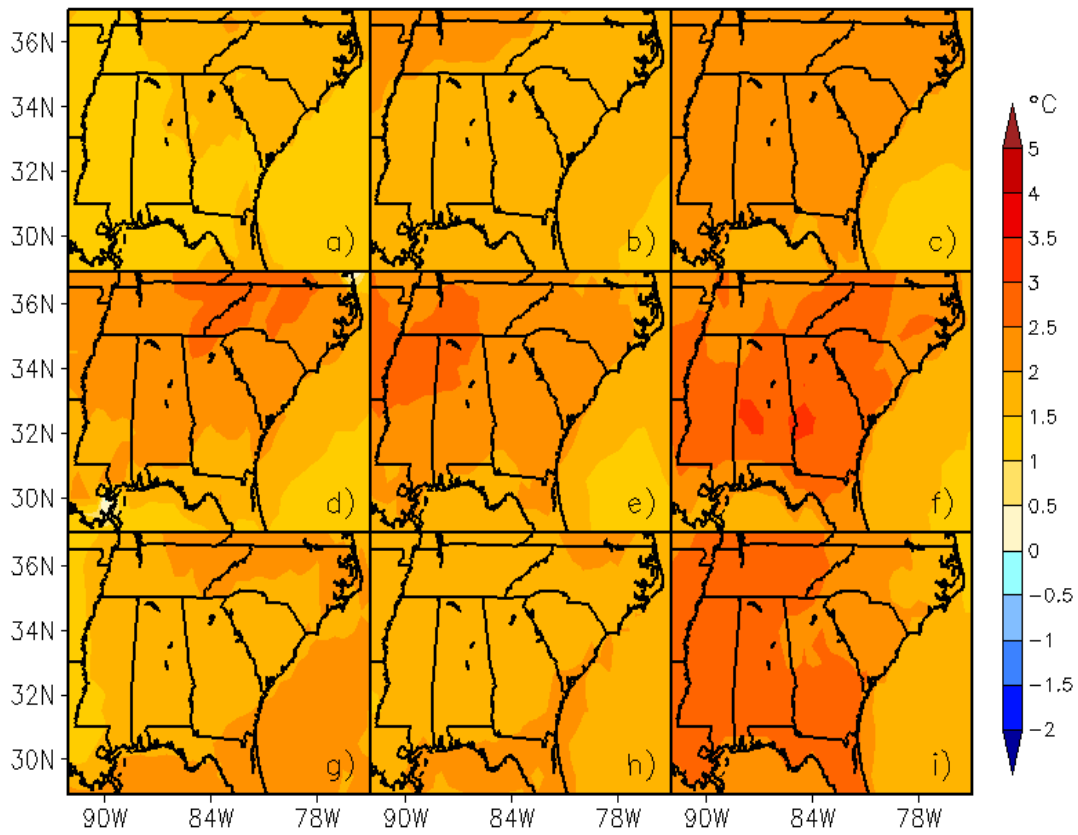 36N
34N
32N
30N
a)
b)
c)
36N
34N
32N
30N
d)
e)
f)
36N
34N
32N
30N
g)
h)
i)
90W 84W 78W 90W 84W 78W 90W 84W 78W
°C
5
4
3.5
3
2.5
2
1.5
1
0.5
0
−0.5
−1
−1.5
−2